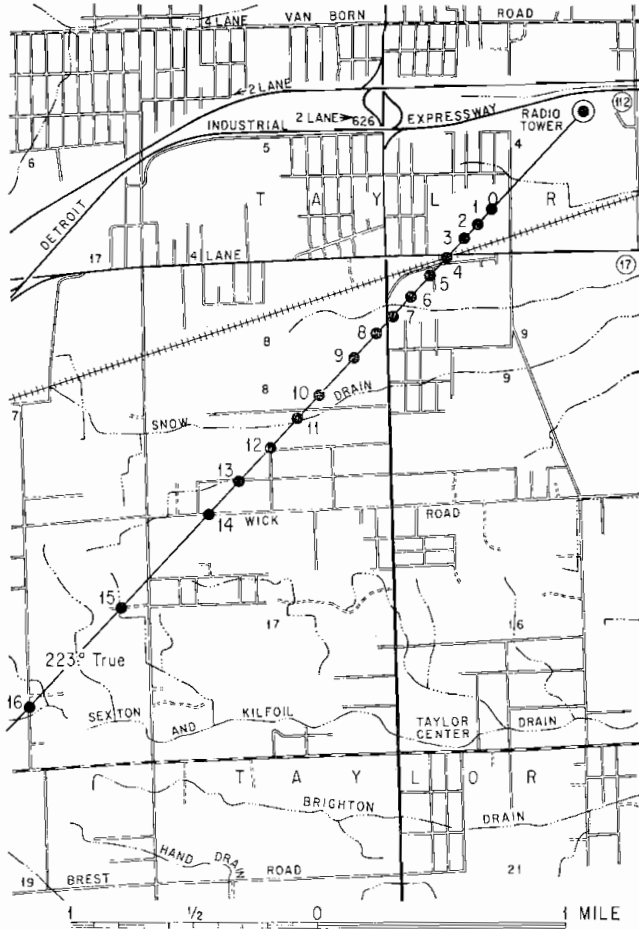 4 LANE VAN BORN ROAD
2 LANE
112
INDUSTRIAL 2 LANE 626 EXPRESSWAY RADIO TOWER
6 5 4
DETROIT
T A Y L O R
0
1
2
3
17 4 LANE 4 17
5
6
7
8 8 9
9
8 10 DRAIN 9
7 SNOW 11
12
13
14 WICK ROAD
15
17 16
223° True
16
SEXTON AND KILFOIL TAYLOR CENTER DRAIN
T A Y L O R
BRIGHTON DRAIN
HAND DRAIN
19 BREST ROAD 21
1 1/2 0 1 MILE